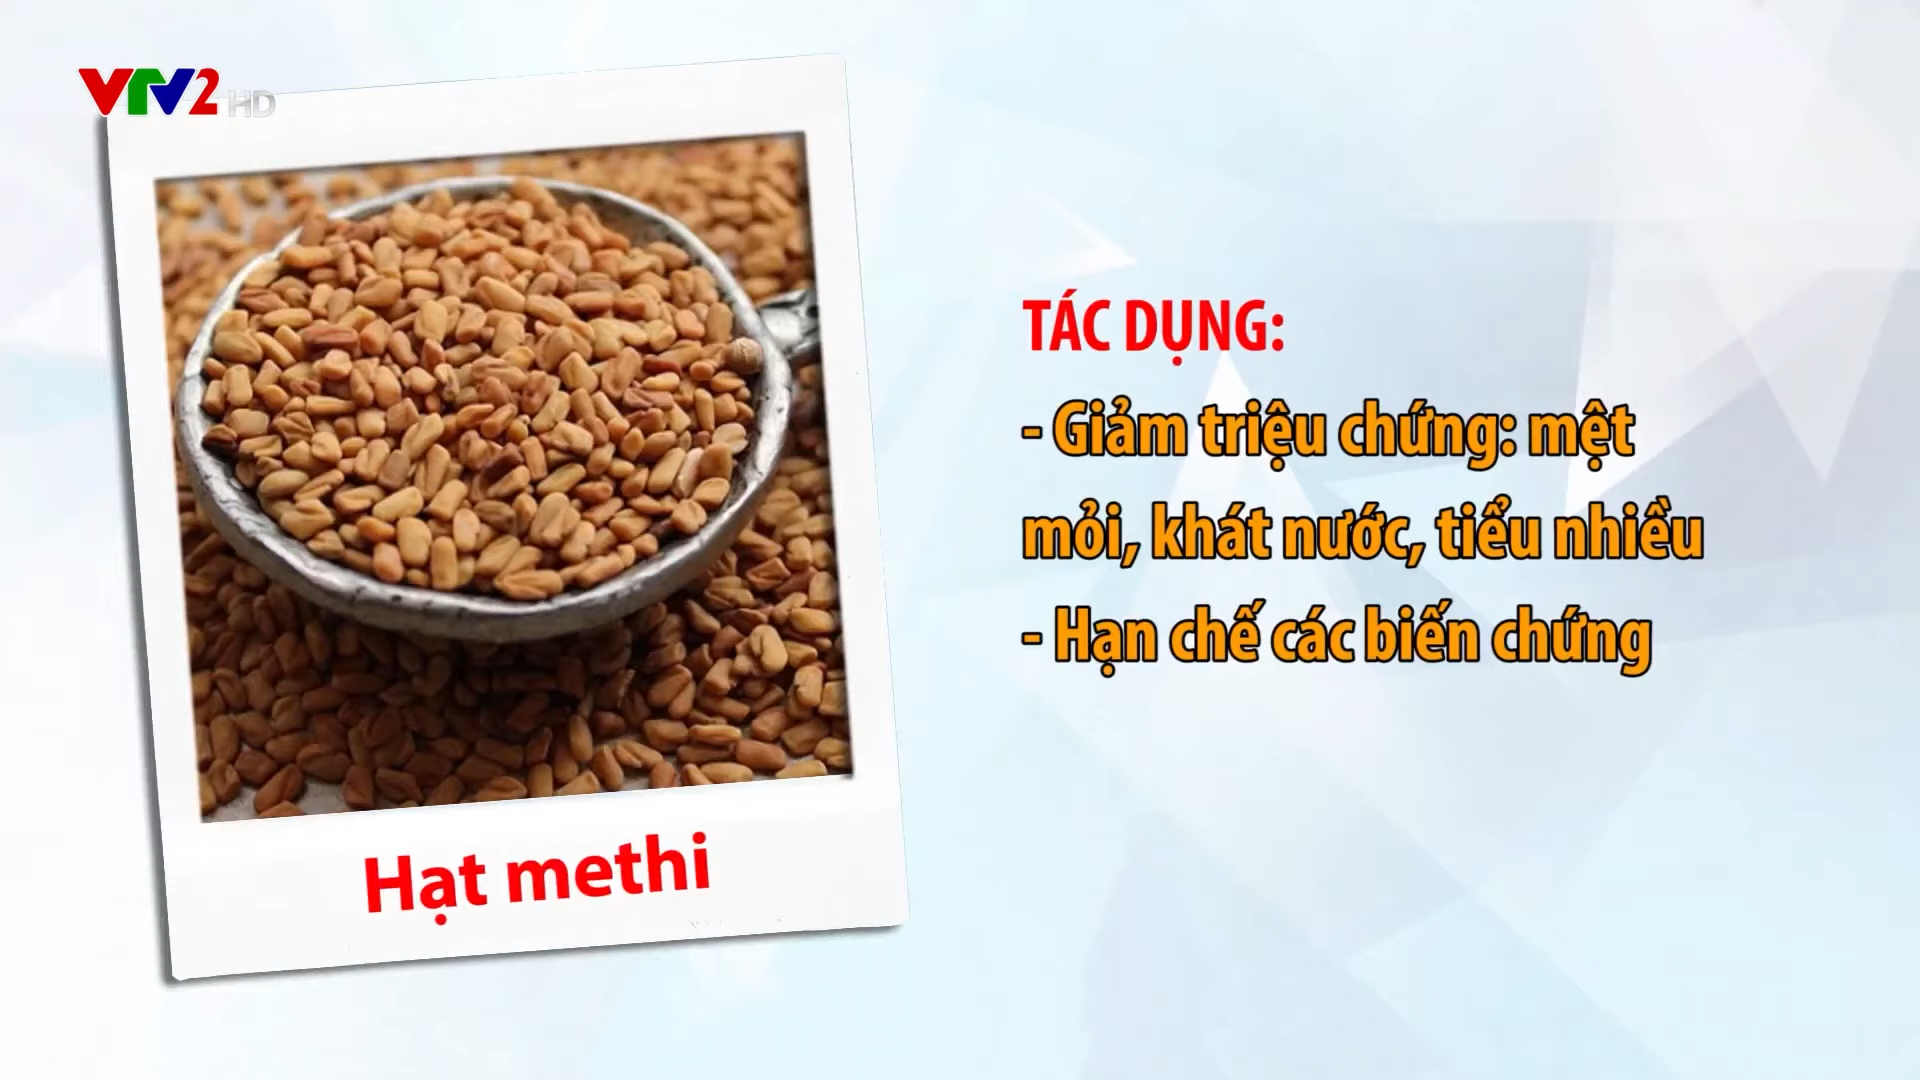 VTV2 HD
TÁC DỤNG:
- Giảm triệu chứng: mệt
mỏi, khát nước, tiểu nhiều
- Hạn chế các biến chứng
Hạt methi